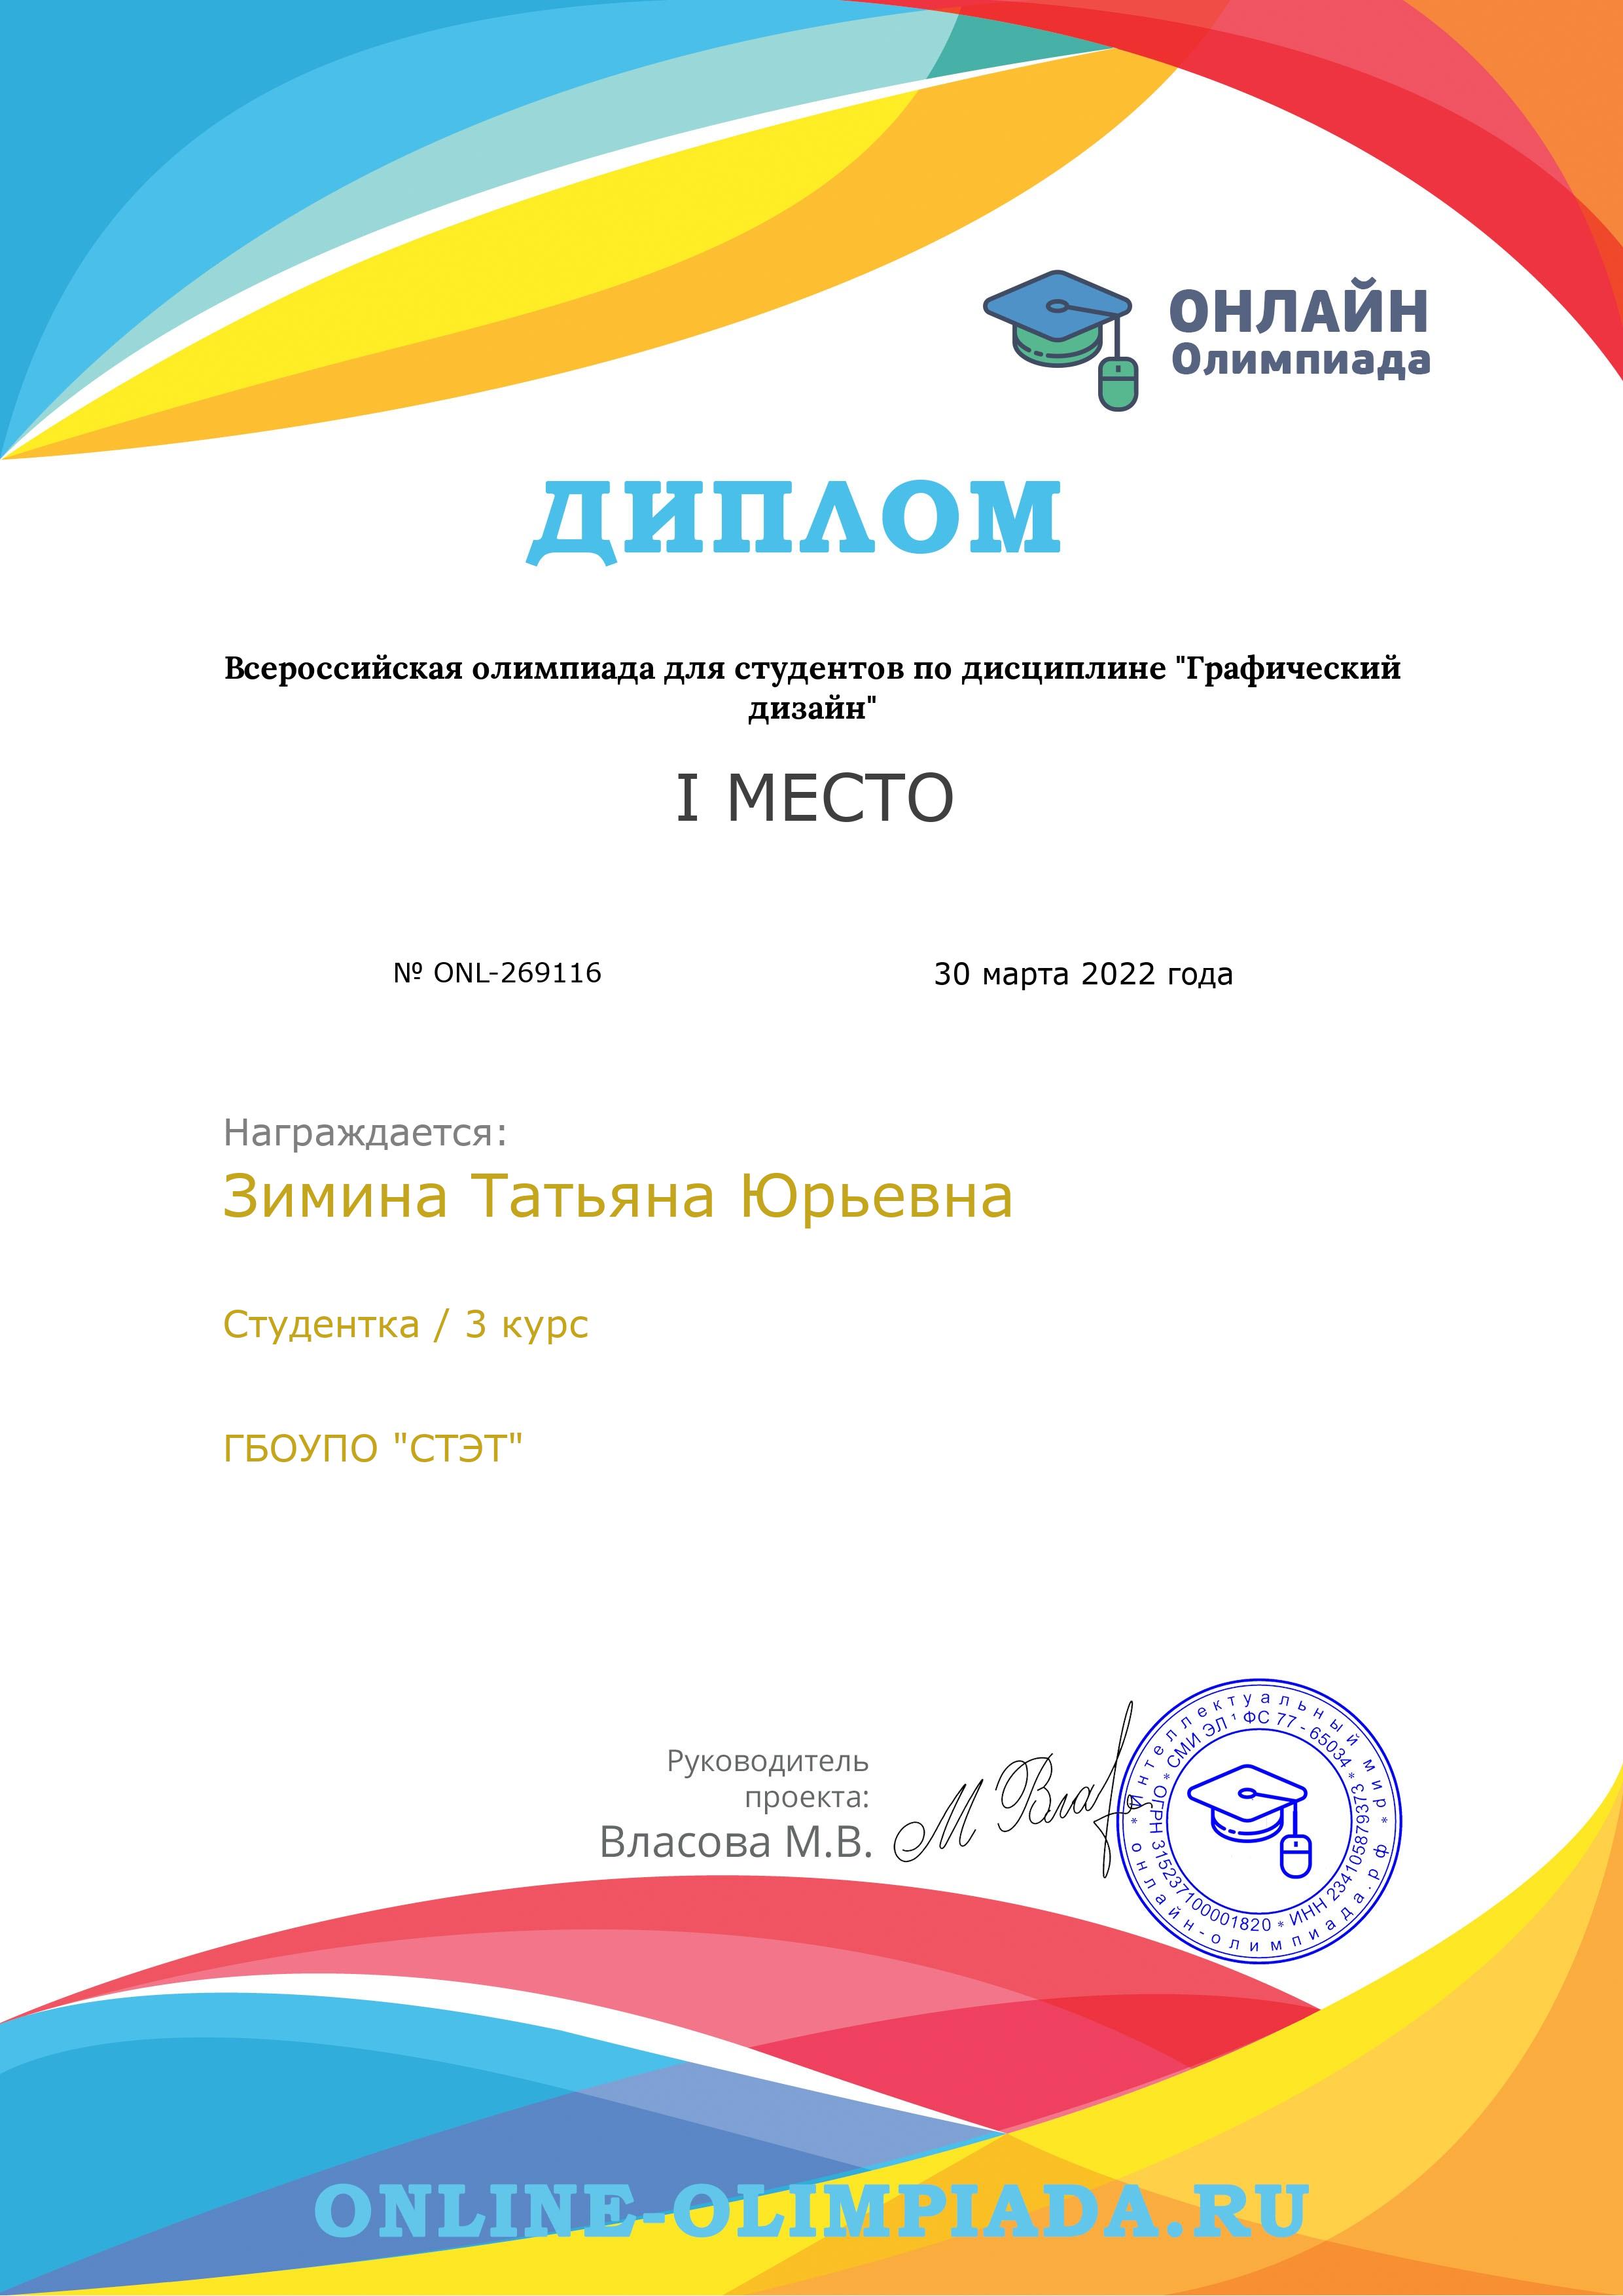 ОНЛАЙН
Олимпиада
ДИПЛОМ
Всероссийская олимпиада для студентов по дисциплине "Графический
дизайн"
I МЕСТО
№ ONL-269116
30 марта 2022 года
Награждается:
Зимина Татьяна Юрьевна
Студентка / 3 курс
ГБОУПО "СТЭТ"
Руководитель
проекта:
Власова М.В.
М Вла
* Интеллектуальный мир * онлайн-олимпиада.рф
* СМИ ЭЛ ¹ ФС 77 - 65034 * ИНН 234105879373 * ОГРН 315237100001820
ONLINE-OLIMPIADA.RU